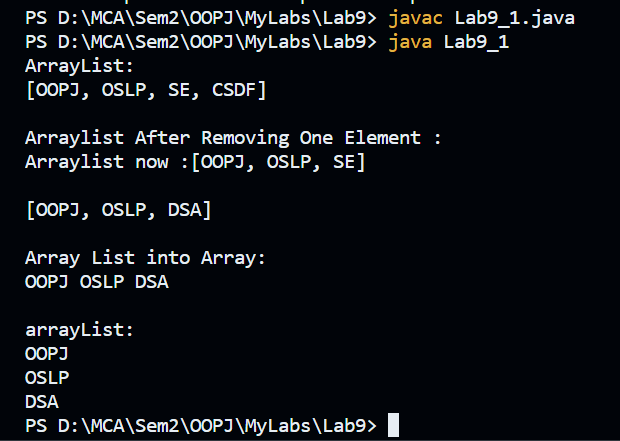 PS D:\MCA\Sem2\OOPJ\MyLabs\Lab9> javac Lab9_1.java
PS D:\MCA\Sem2\OOPJ\MyLabs\Lab9> java Lab9_1
ArrayList:
[OOPJ, OSLP, SE, CSDF]
Arraylist After Removing One Element :
Arraylist now :[OOPJ, OSLP, SE]
[OOPJ, OSLP, DSA]
Array List into Array:
OOPJ OSLP DSA
arrayList:
OOPJ
OSLP
DSA
PS D:\MCA\Sem2\OOPJ\MyLabs\Lab9>